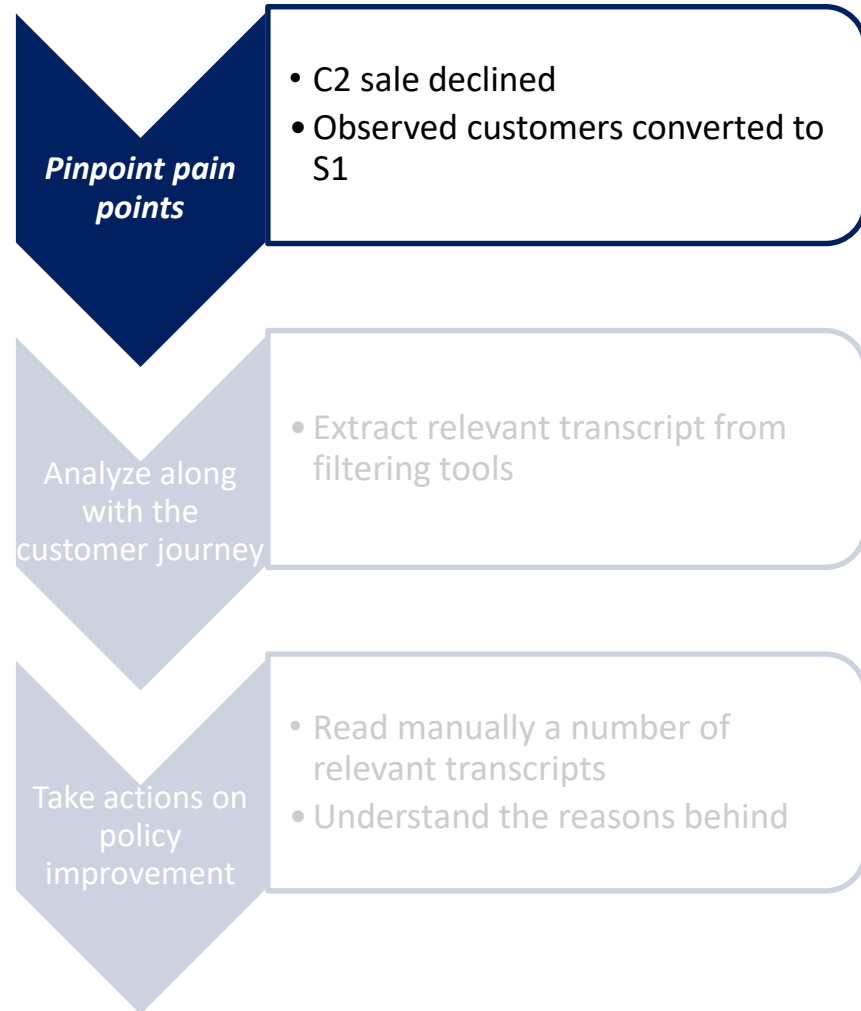 Pinpoint pain
points
• C2 sale declined
• Observed customers converted to
S1
Analyze along
with the
customer journey
• Extract relevant transcript from
filtering tools
Take actions on
policy
improvement
• Read manually a number of
relevant transcripts
• Understand the reasons behind